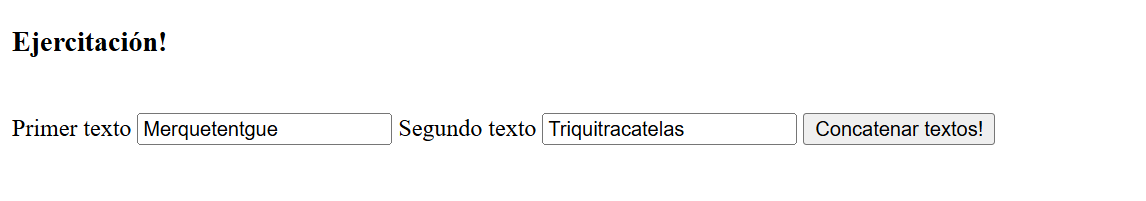 Ejercitación!
Primer texto Merquetentgue Segundo texto Triquitracatelas Concatenar textos!